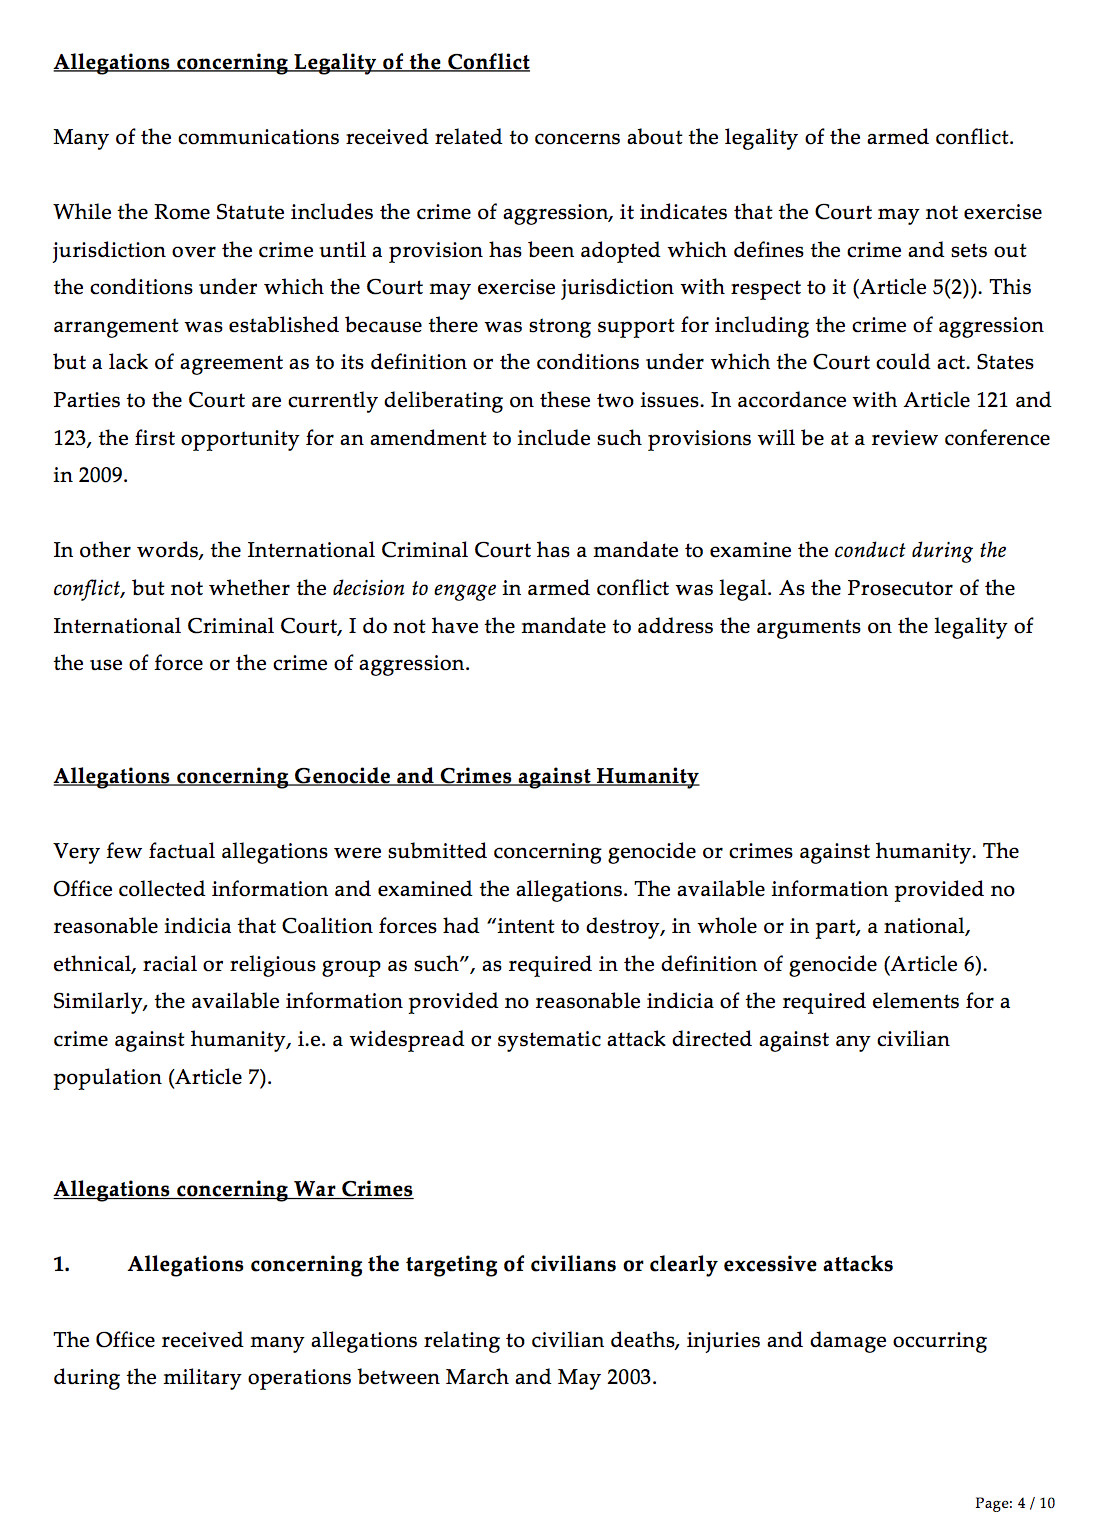 Allegations concerning Legality of the Conflict
Many of the communications received related to concerns about the legality of the armed conflict.
While the Rome Statute includes the crime of aggression, it indicates that the Court may not exercise
jurisdiction over the crime until a provision has been adopted which defines the crime and sets out
the conditions under which the Court may exercise jurisdiction with respect to it (Article 5(2)). This
arrangement was established because there was strong support for including the crime of aggression
but a lack of agreement as to its definition or the conditions under which the Court could act. States
Parties to the Court are currently deliberating on these two issues. In accordance with Article 121 and
123, the first opportunity for an amendment to include such provisions will be at a review conference
in 2009.
In other words, the International Criminal Court has a mandate to examine the conduct during the
conflict, but not whether the decision to engage in armed conflict was legal. As the Prosecutor of the
International Criminal Court, I do not have the mandate to address the arguments on the legality of
the use of force or the crime of aggression.
Allegations concerning Genocide and Crimes against Humanity
Very few factual allegations were submitted concerning genocide or crimes against humanity. The
Office collected information and examined the allegations. The available information provided no
reasonable indicia that Coalition forces had “intent to destroy, in whole or in part, a national,
ethnical, racial or religious group as such”, as required in the definition of genocide (Article 6).
Similarly, the available information provided no reasonable indicia of the required elements for a
crime against humanity, i.e. a widespread or systematic attack directed against any civilian
population (Article 7).
Allegations concerning War Crimes
1. Allegations concerning the targeting of civilians or clearly excessive attacks
The Office received many allegations relating to civilian deaths, injuries and damage occurring
during the military operations between March and May 2003.
Page: 4 / 10